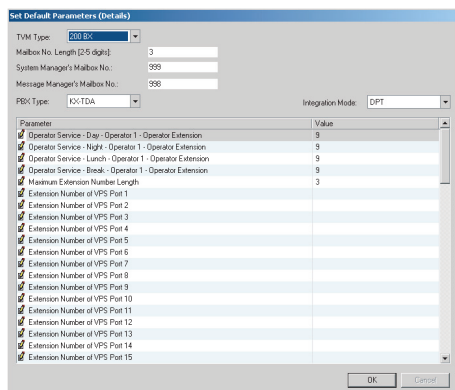 Set Default Parameters (Details)
TVM Type: 200 BX
Mailbox No. Length [2-5 digits]: 3
System Manager's Mailbox No.: 999
Message Manager's Mailbox No.: 998
PBX Type: KX-TDA Integration Mode: DPT
Parameter Value
Operator Service - Day - Operator 1 - Operator Extension 9
Operator Service - Night - Operator 1 - Operator Extension 9
Operator Service - Lunch - Operator 1 - Operator Extension 9
Operator Service - Break - Operator 1 - Operator Extension 9
Maximum Extension Number Length 3
Extension Number of VPS Port 1
Extension Number of VPS Port 2
Extension Number of VPS Port 3
Extension Number of VPS Port 4
Extension Number of VPS Port 5
Extension Number of VPS Port 6
Extension Number of VPS Port 7
Extension Number of VPS Port 8
Extension Number of VPS Port 9
Extension Number of VPS Port 10
Extension Number of VPS Port 11
Extension Number of VPS Port 12
Extension Number of VPS Port 13
Extension Number of VPS Port 14
Extension Number of VPS Port 15
OK Cancel